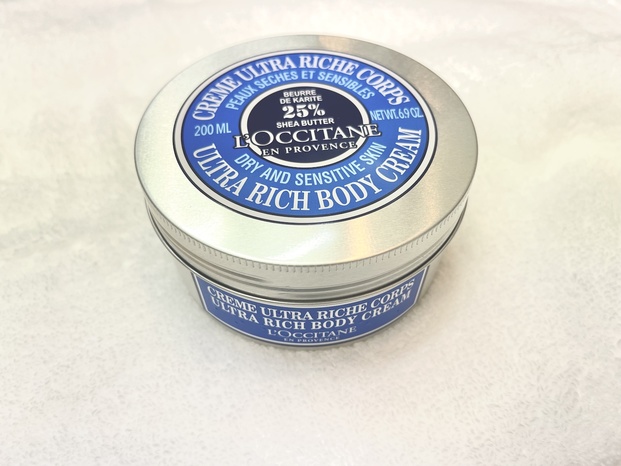 CREME ULTRA RICHE CORPS
PEAUX SECHES ET SENSIBLES
BEURRE
DE KARITE
25%
SHEA BUTTER
200 ML
NET WT. 6.9 OZ.
L'OCCITANE
EN PROVENCE
DRY AND SENSITIVE SKIN
ULTRA RICH BODY CREAM
CREME ULTRA RICHE CORPS
ULTRA RICH BODY CREAM
L'OCCITANE
EN PROVENCE